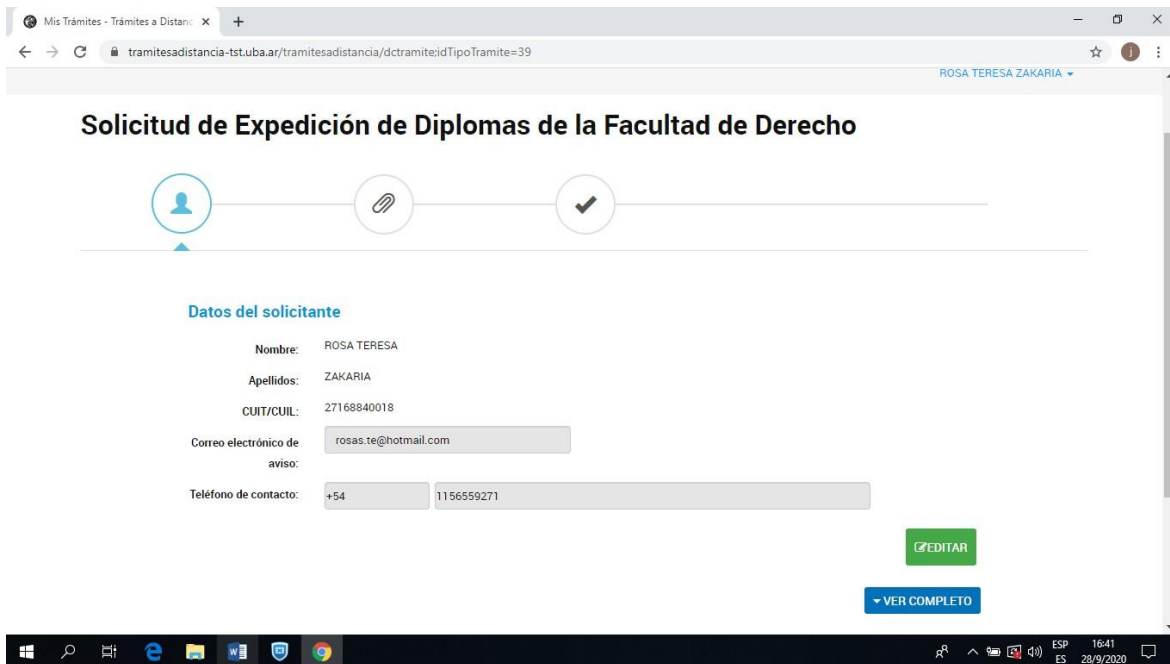 Mis Trámites - Trámites a Distanc
tramitesadistancia-tst.uba.ar/tramitesadistancia/dctramite;idTipoTramite=39
j
ROSA TERESA ZAKARIA
Solicitud de Expedición de Diplomas de la Facultad de Derecho
Datos del solicitante
Nombre: ROSA TERESA
Apellidos: ZAKARIA
CUIT/CUIL: 27168840018
Correo electrónico de
aviso:
rosas.te@hotmail.com
Teléfono de contacto: +54 1156559271
EDITAR
VER COMPLETO
ESP 16:41
ES 28/9/2020